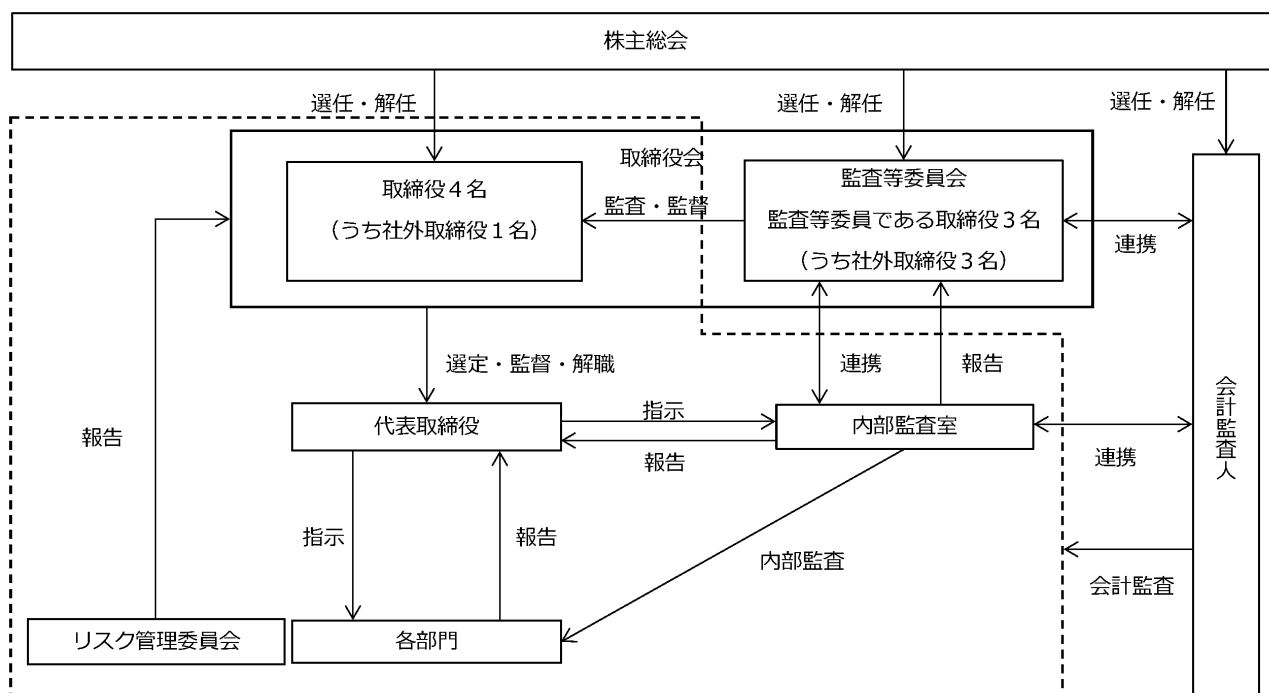 株主総会
選任・解任
選任・解任
選任・解任
取締役会
取締役４名
（うち社外取締役１名）
監査・監督
監査等委員会
監査等委員である取締役３名
（うち社外取締役３名）
連携
選定・監督・解職
連携
報告
報告
代表取締役
指示
報告
内部監査室
連携
会計監査人
指示
報告
内部監査
会計監査
リスク管理委員会
各部門